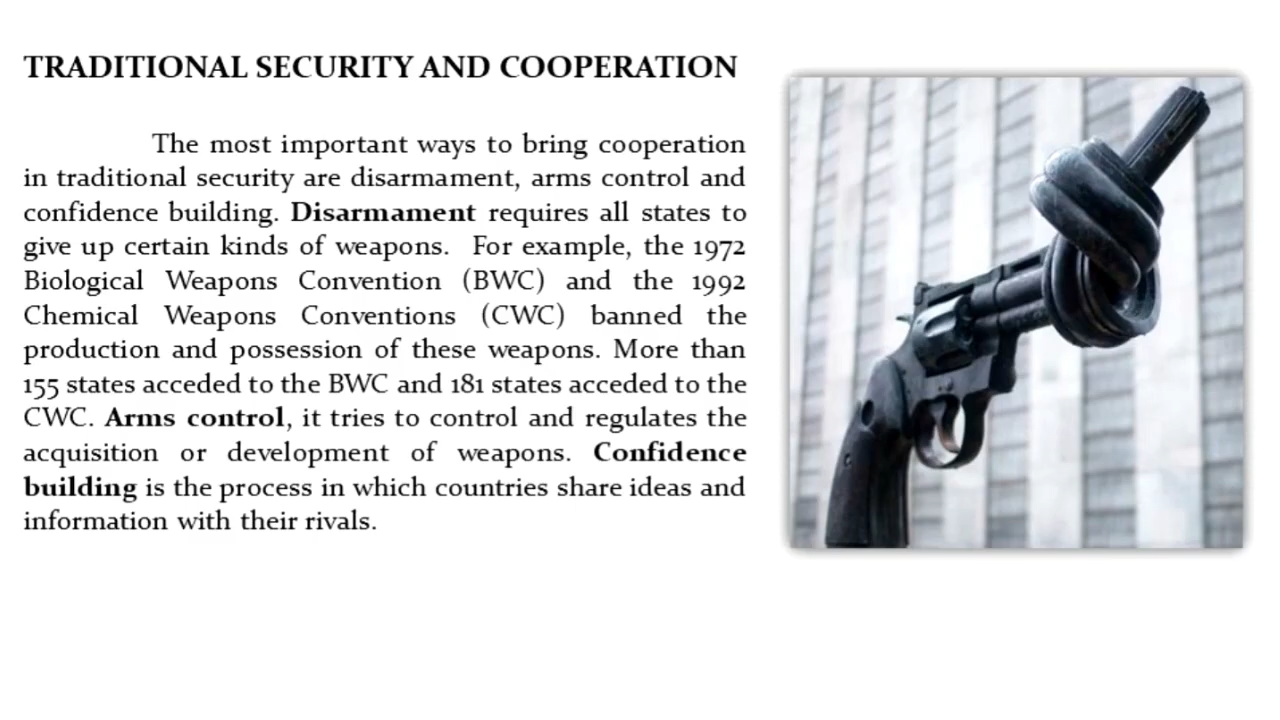 TRADITIONAL SECURITY AND COOPERATION
The most important ways to bring cooperation
in traditional security are disarmament, arms control and
confidence building. Disarmament requires all states to
give up certain kinds of weapons. For example, the 1972
Biological Weapons Convention (BWC) and the 1992
Chemical Weapons Conventions (CWC) banned the
production and possession of these weapons. More than
155 states acceded to the BWC and 181 states acceded to the
CWC. Arms control, it tries to control and regulates the
acquisition or development of weapons. Confidence
building is the process in which countries share ideas and
information with their rivals.